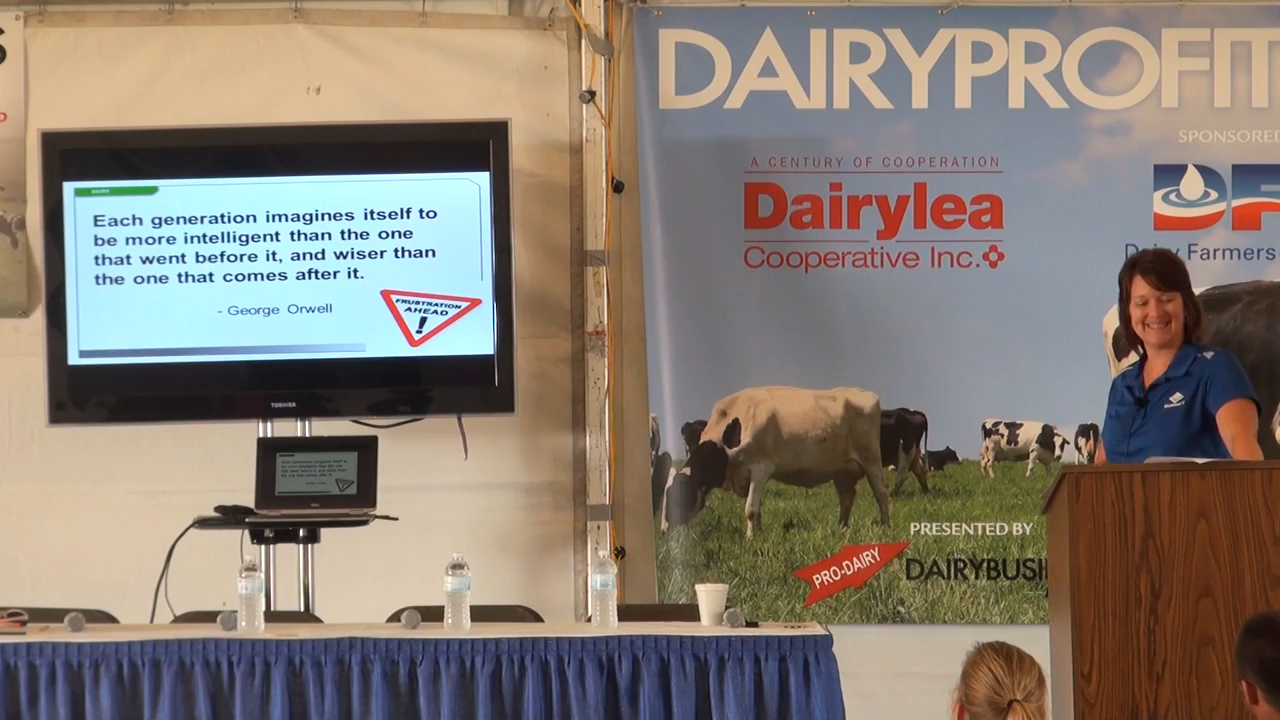 Each generation imagines itself to
be more intelligent than the one
that went before it, and wiser than
the one that comes after it.
- George Orwell
FRUSTRATION
AHEAD
!
TOSHIBA
DAIRYPROFIT
SPONSORED
A CENTURY OF COOPERATION
Dairylea
Cooperative Inc.
DF
Dairy Farmers
PRESENTED BY
PRO-DAIRY
DAIRYBUSI